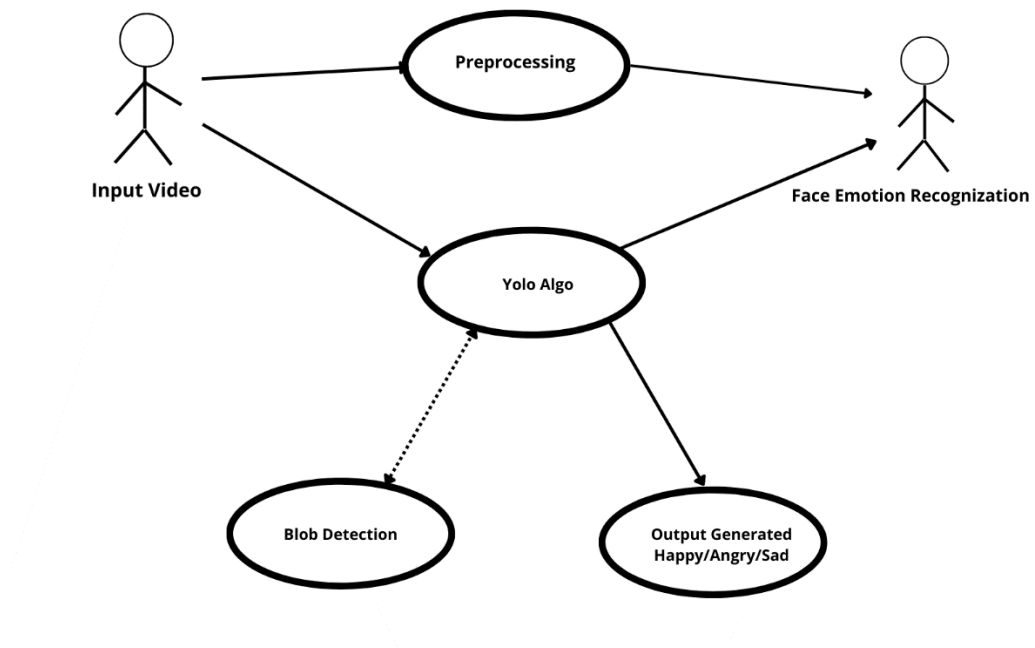 Preprocessing
Input Video
Face Emotion Recognization
Yolo Algo
Blob Detection
Output Generated
Happy/Angry/Sad